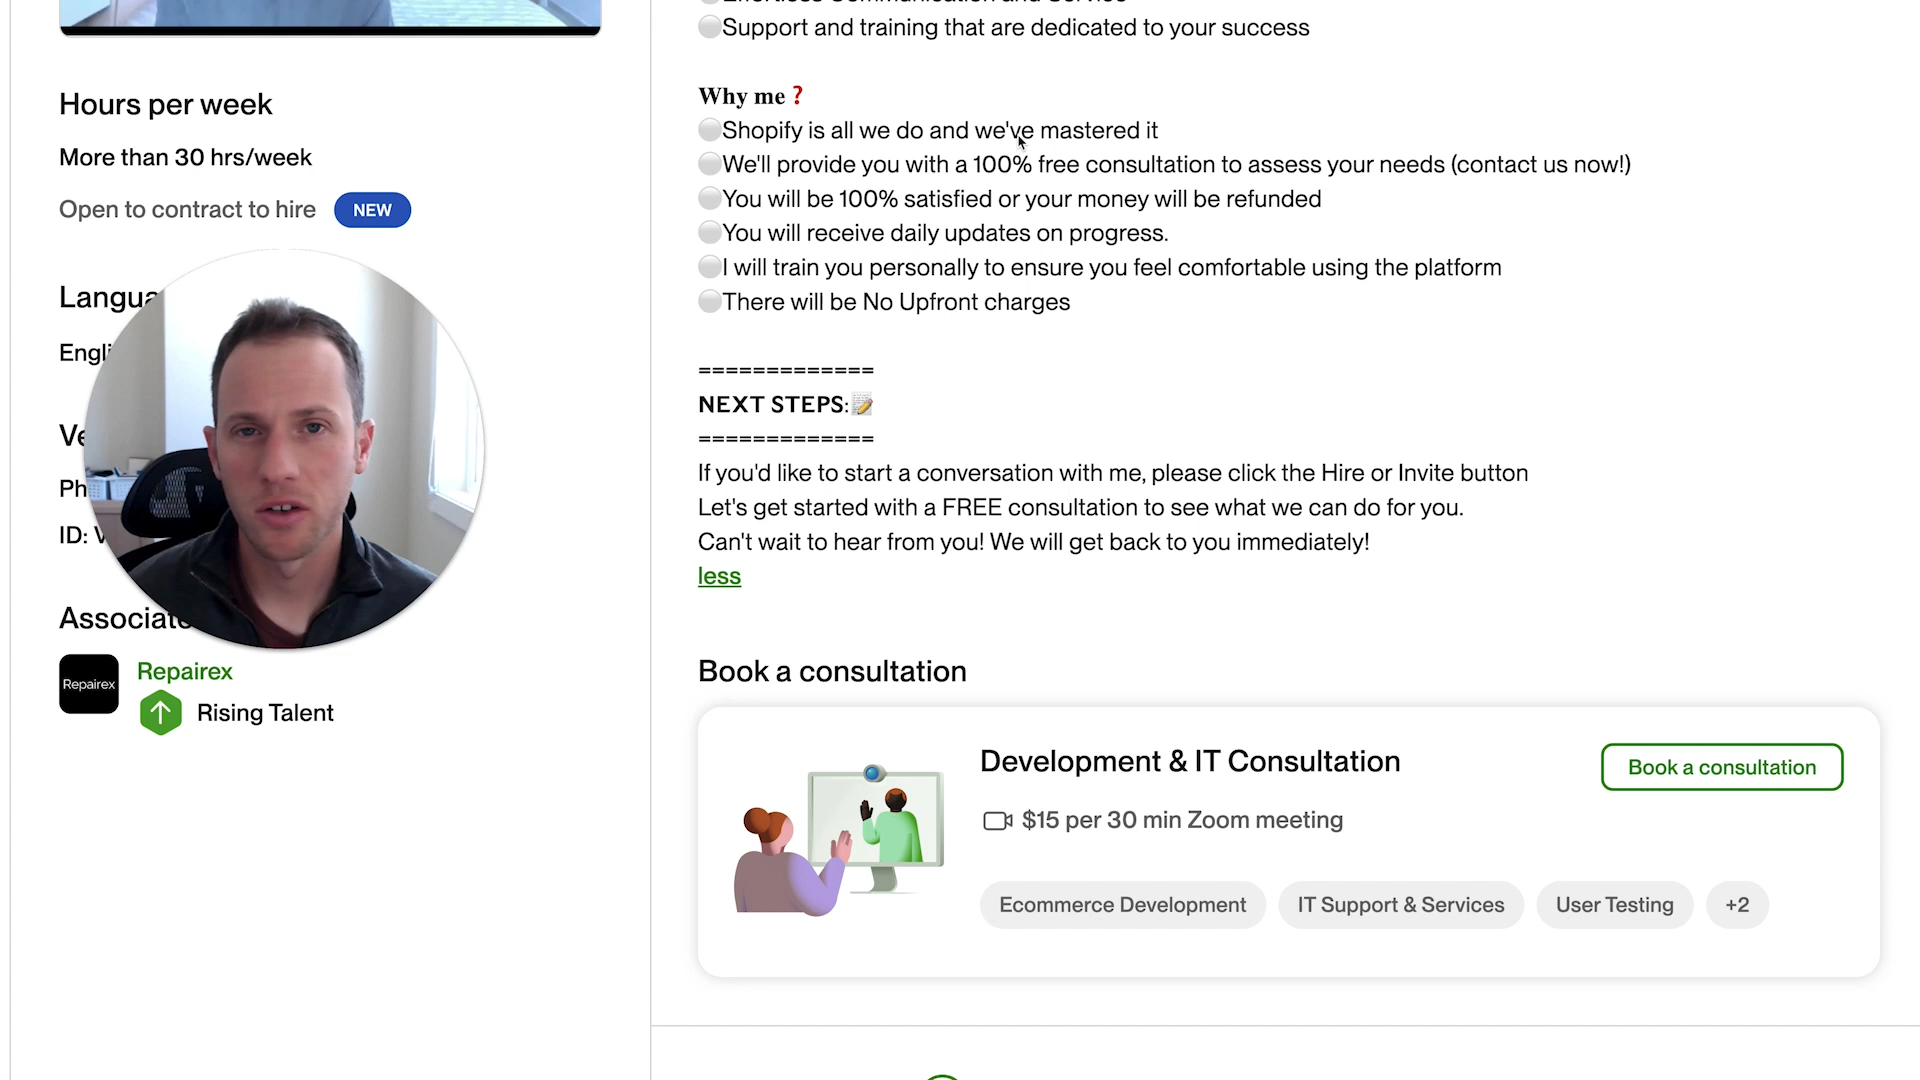 Hours per week
More than 30 hrs/week
Open to contract to hire NEW
Engli
ID:
Repairex
Repairex
Rising Talent
Support and training that are dedicated to your success
Why me❓
⚪Shopify is all we do and we've mastered it
⚪We'll provide you with a 100% free consultation to assess your needs (contact us now!)
⚪You will be 100% satisfied or your money will be refunded
⚪You will receive daily updates on progress.
⚪I will train you personally to ensure you feel comfortable using the platform
⚪There will be No Upfront charges
=============
NEXT STEPS:📝
=============
If you'd like to start a conversation with me, please click the Hire or Invite button
Let's get started with a FREE consultation to see what we can do for you.
Can't wait to hear from you! We will get back to you immediately!
less
Book a consultation
Development & IT Consultation
Book a consultation
$15 per 30 min Zoom meeting
Ecommerce Development IT Support & Services User Testing +2